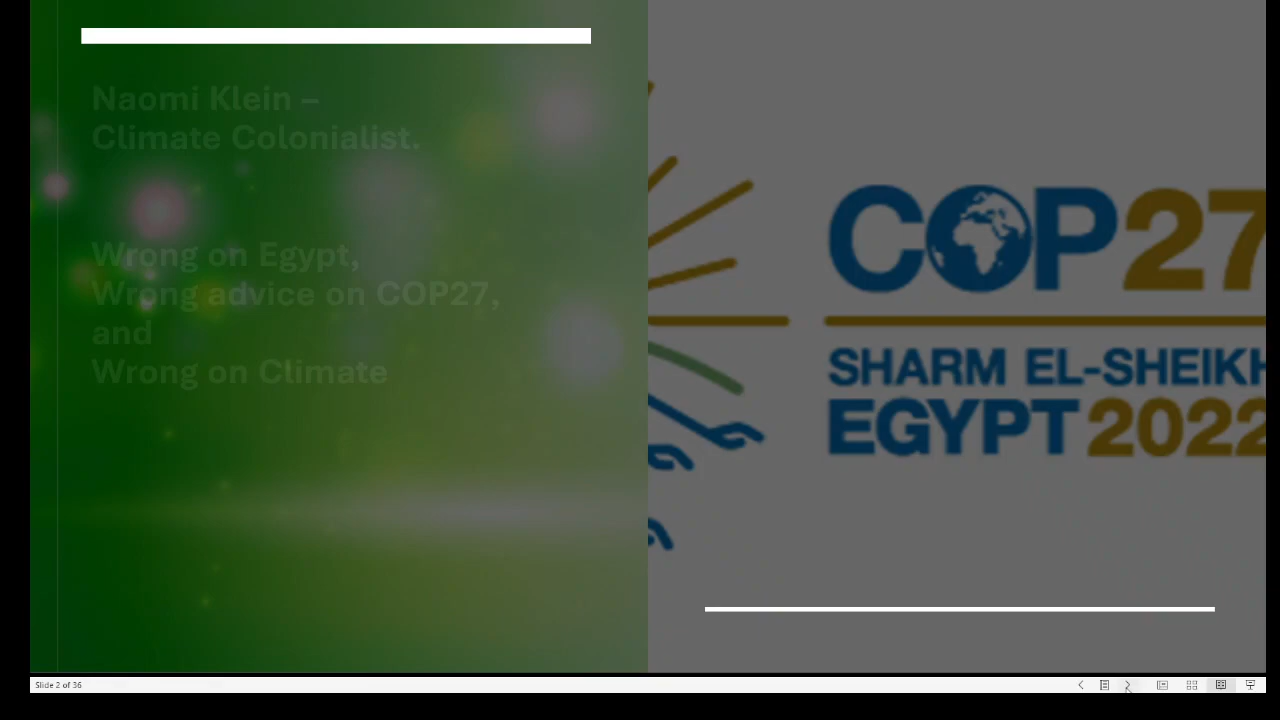 Naomi Klein –
Climate Colonialist.
Wrong on Egypt,
Wrong advice on COP27,
and
Wrong on Climate
COP27
SHARM EL-SHEIKH
EGYPT 2022
Slide 2 of 36